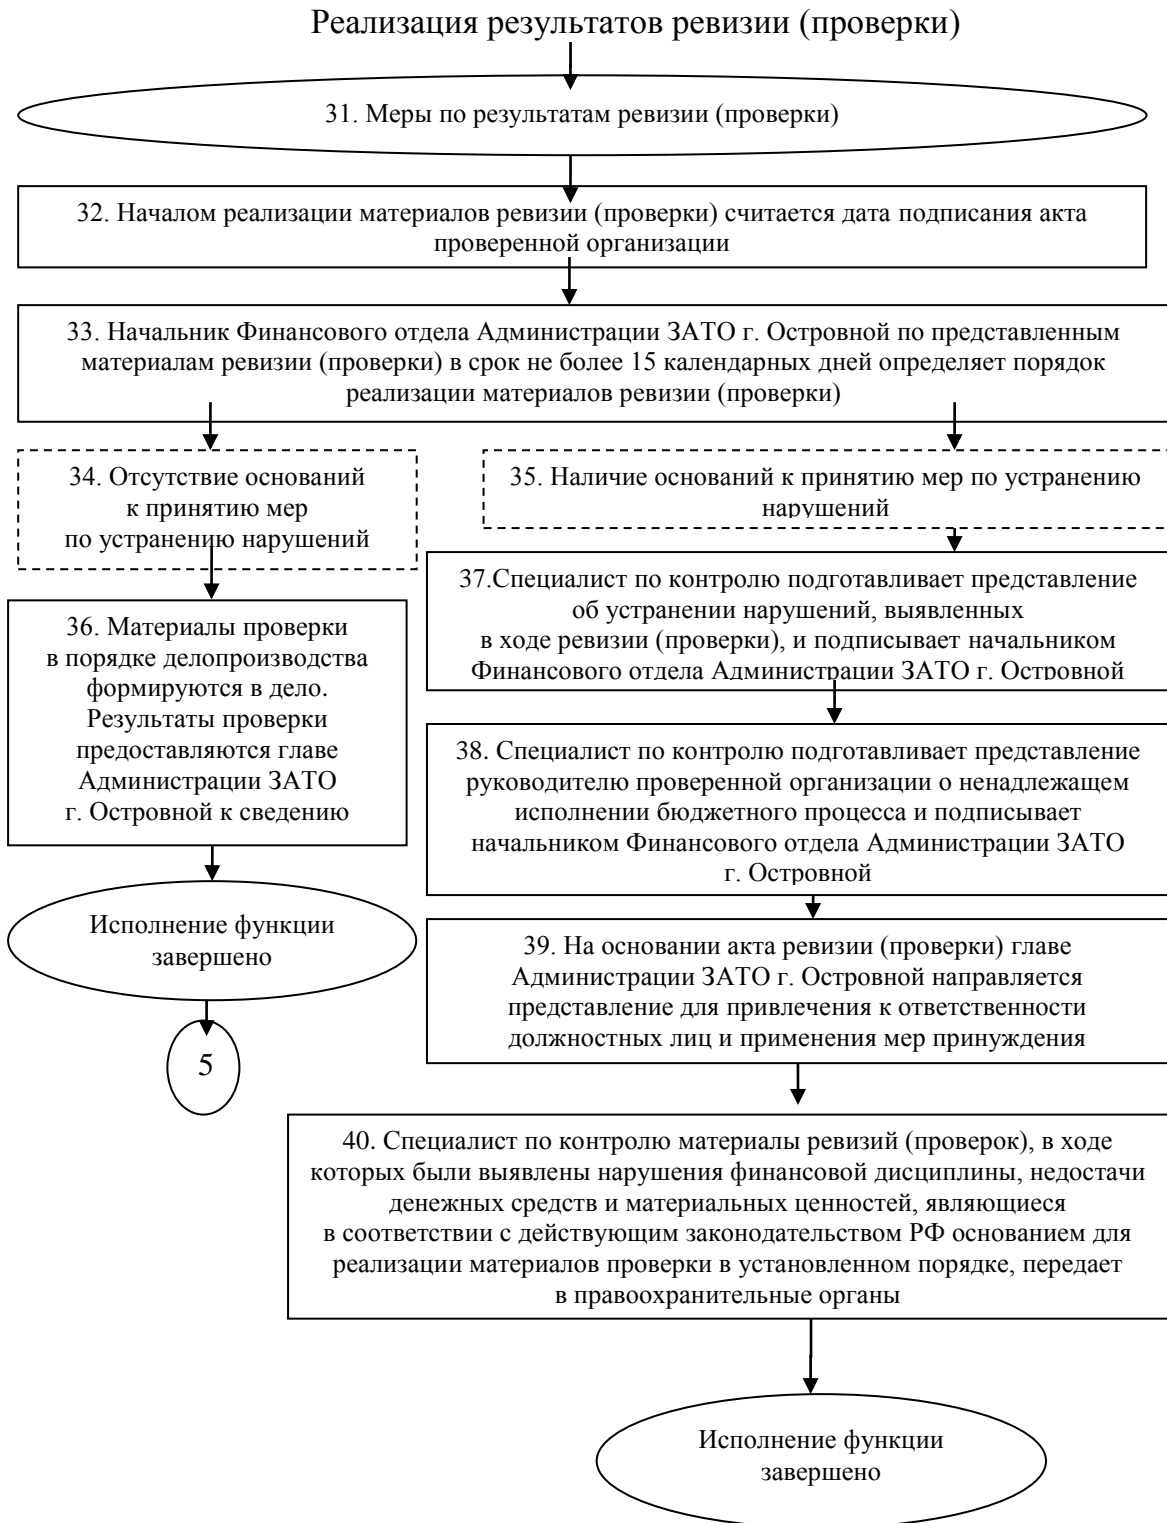 Реализация результатов ревизии (проверки)
31. Меры по результатам ревизии (проверки)
32. Началом реализации материалов ревизии (проверки) считается дата подписания акта
проверенной организации
33. Начальник Финансового отдела Администрации ЗАТО г. Островной по представленным
материалам ревизии (проверки) в срок не более 15 календарных дней определяет порядок
реализации материалов ревизии (проверки)
34. Отсутствие оснований
к принятию мер
по устранению нарушений
35. Наличие оснований к принятию мер по устранению
нарушений
36. Материалы проверки
в порядке делопроизводства
формируются в дело.
Результаты проверки
предоставляются главе
Администрации ЗАТО
г. Островной к сведению
Исполнение функции
завершено
5
37.Специалист по контролю подготавливает представление
об устранении нарушений, выявленных
в ходе ревизии (проверки), и подписывает начальником
Финансового отдела Администрации ЗАТО г. Островной
38. Специалист по контролю подготавливает представление
руководителю проверенной организации о ненадлежащем
исполнении бюджетного процесса и подписывает
начальником Финансового отдела Администрации ЗАТО
г. Островной
39. На основании акта ревизии (проверки) главе
Администрации ЗАТО г. Островной направляется
представление для привлечения к ответственности
должностных лиц и применения мер принуждения
40. Специалист по контролю материалы ревизий (проверок), в ходе
которых были выявлены нарушения финансовой дисциплины, недостачи
денежных средств и материальных ценностей, являющиеся
в соответствии с действующим законодательством РФ основанием для
реализации материалов проверки в установленном порядке, передает
в правоохранительные органы
Исполнение функции
завершено